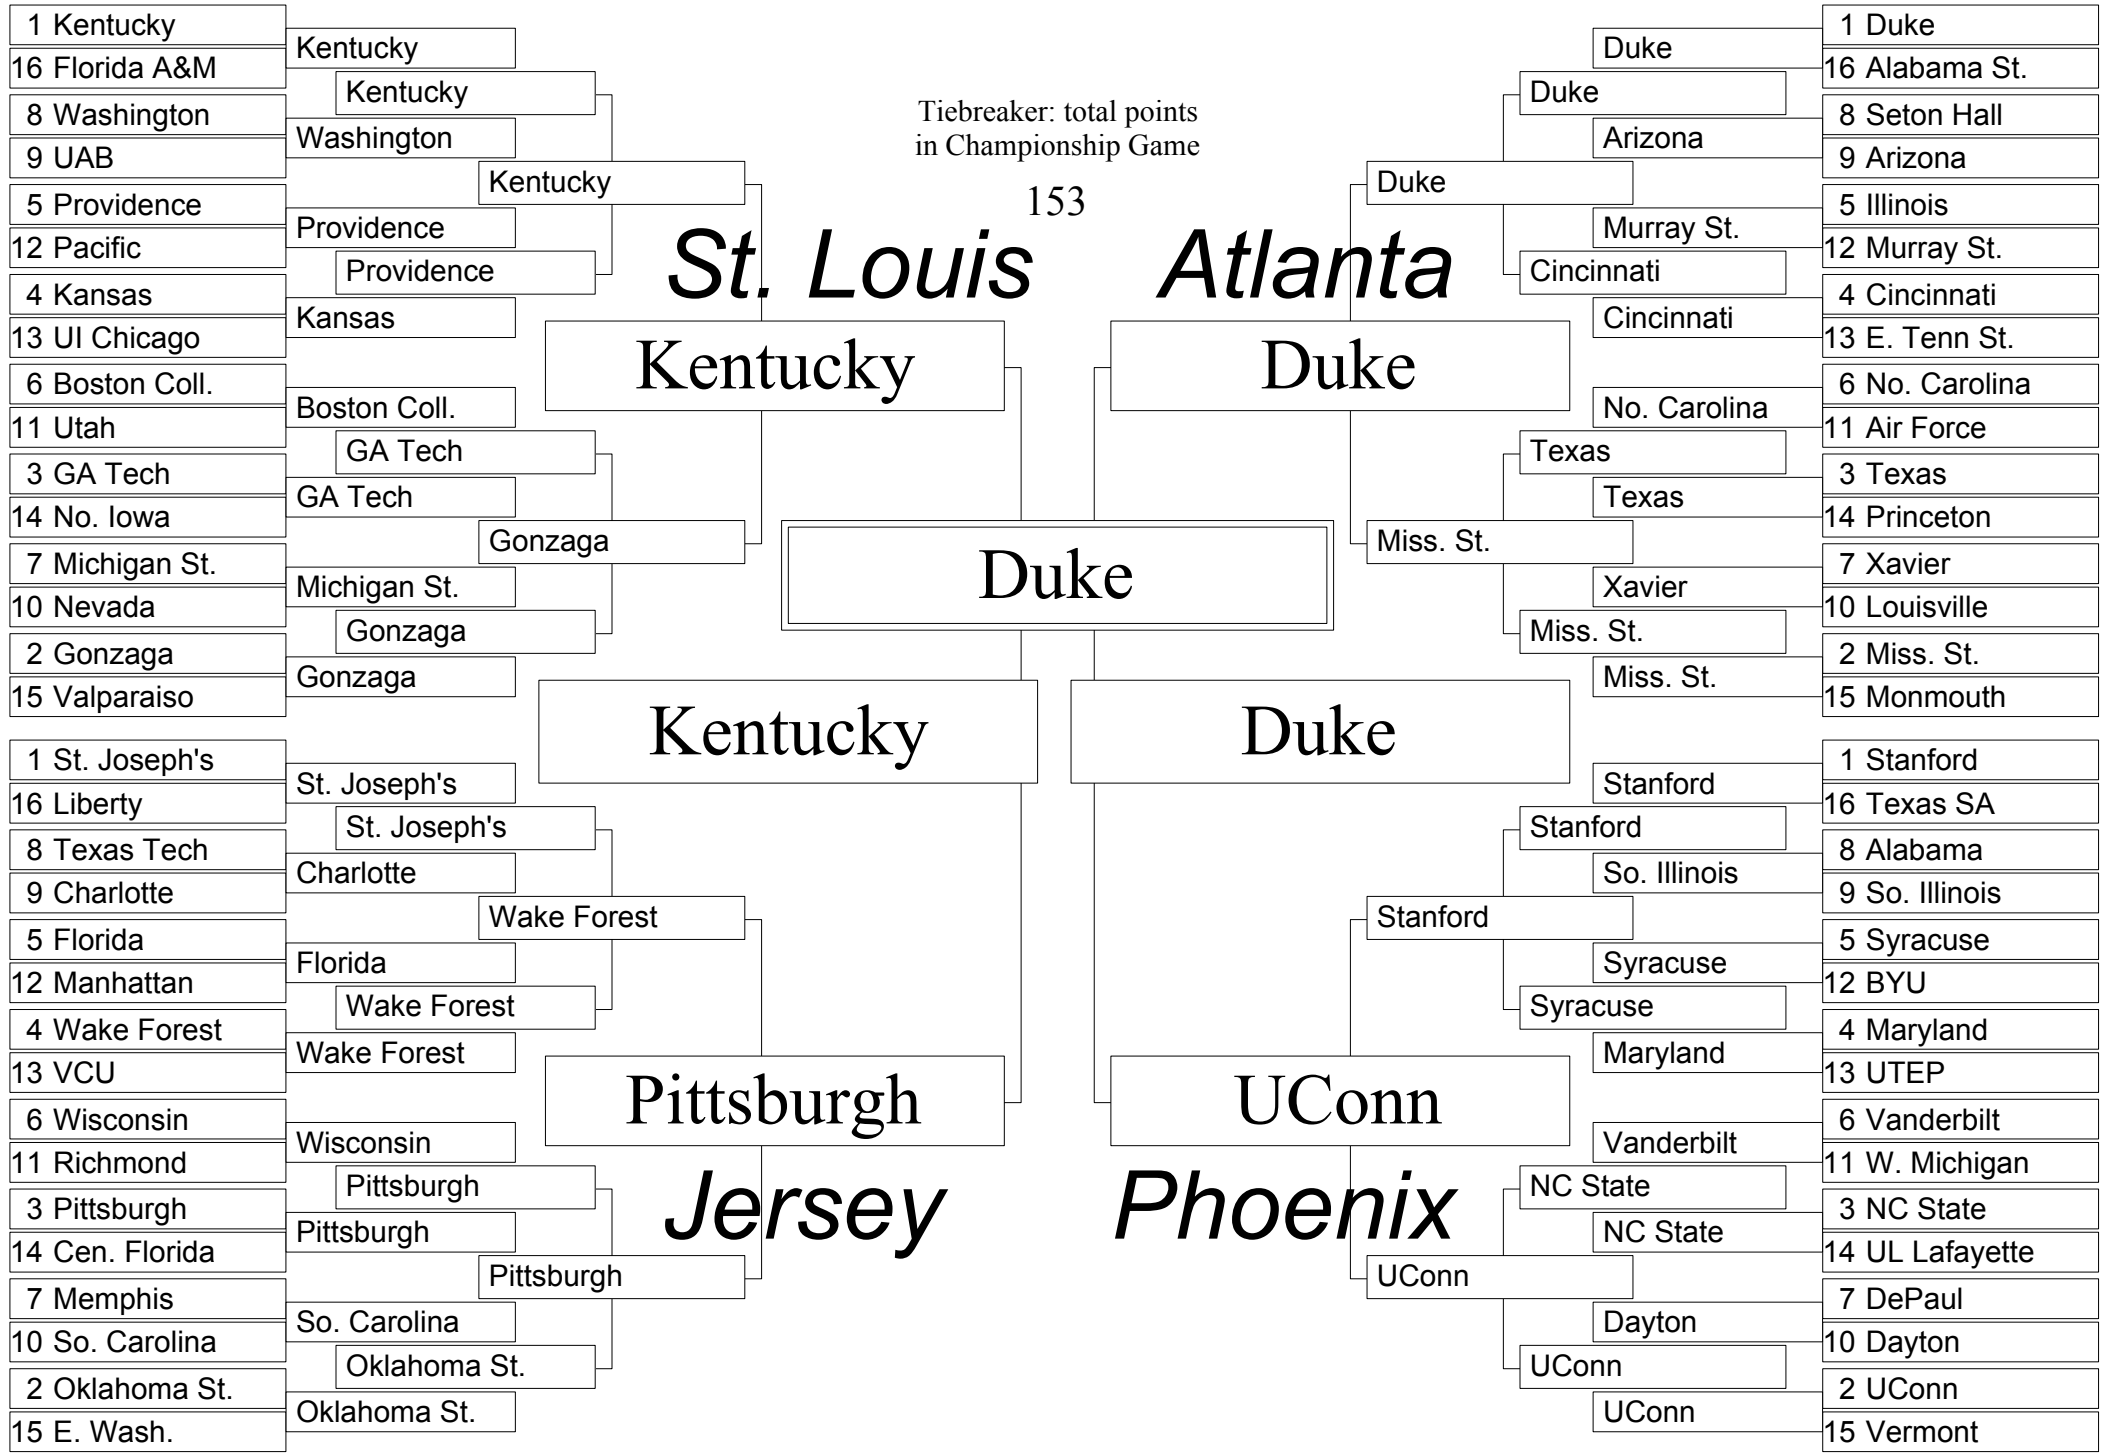 1 Kentucky
16 Florida A&M
8 Washington
9 UAB
5 Providence
12 Pacific
4 Kansas
13 UI Chicago
6 Boston Coll.
11 Utah
3 GA Tech
14 No. Iowa
7 Michigan St.
10 Nevada
2 Gonzaga
15 Valparaiso
Kentucky
Washington
Providence
Kansas
Boston Coll.
GA Tech
Michigan St.
Gonzaga
Kentucky
Providence
GA Tech
Gonzaga
Kentucky
Gonzaga
St. Louis
Kentucky
1 St. Joseph's
16 Liberty
8 Texas Tech
9 Charlotte
5 Florida
12 Manhattan
4 Wake Forest
13 VCU
6 Wisconsin
11 Richmond
3 Pittsburgh
14 Cen. Florida
7 Memphis
10 So. Carolina
2 Oklahoma St.
15 E. Wash.
St. Joseph's
Charlotte
Florida
Wake Forest
Wisconsin
Pittsburgh
So. Carolina
Oklahoma St.
St. Joseph's
Wake Forest
Pittsburgh
Oklahoma St.
Wake Forest
Pittsburgh
Pittsburgh
Jersey
Tiebreaker: total points
in Championship Game
153
Duke
Kentucky
Duke
Atlanta
Duke
Duke
Miss. St.
Duke
Cincinnati
Texas
Miss. St.
Duke
Arizona
Murray St.
Cincinnati
No. Carolina
Texas
Xavier
Miss. St.
1 Duke
16 Alabama St.
8 Seton Hall
9 Arizona
5 Illinois
12 Murray St.
4 Cincinnati
13 E. Tenn St.
6 No. Carolina
11 Air Force
3 Texas
14 Princeton
7 Xavier
10 Louisville
2 Miss. St.
15 Monmouth
UConn
Phoenix
Stanford
UConn
Stanford
Syracuse
NC State
UConn
Stanford
So. Illinois
Syracuse
Maryland
Vanderbilt
NC State
Dayton
UConn
1 Stanford
16 Texas SA
8 Alabama
9 So. Illinois
5 Syracuse
12 BYU
4 Maryland
13 UTEP
6 Vanderbilt
11 W. Michigan
3 NC State
14 UL Lafayette
7 DePaul
10 Dayton
2 UConn
15 Vermont